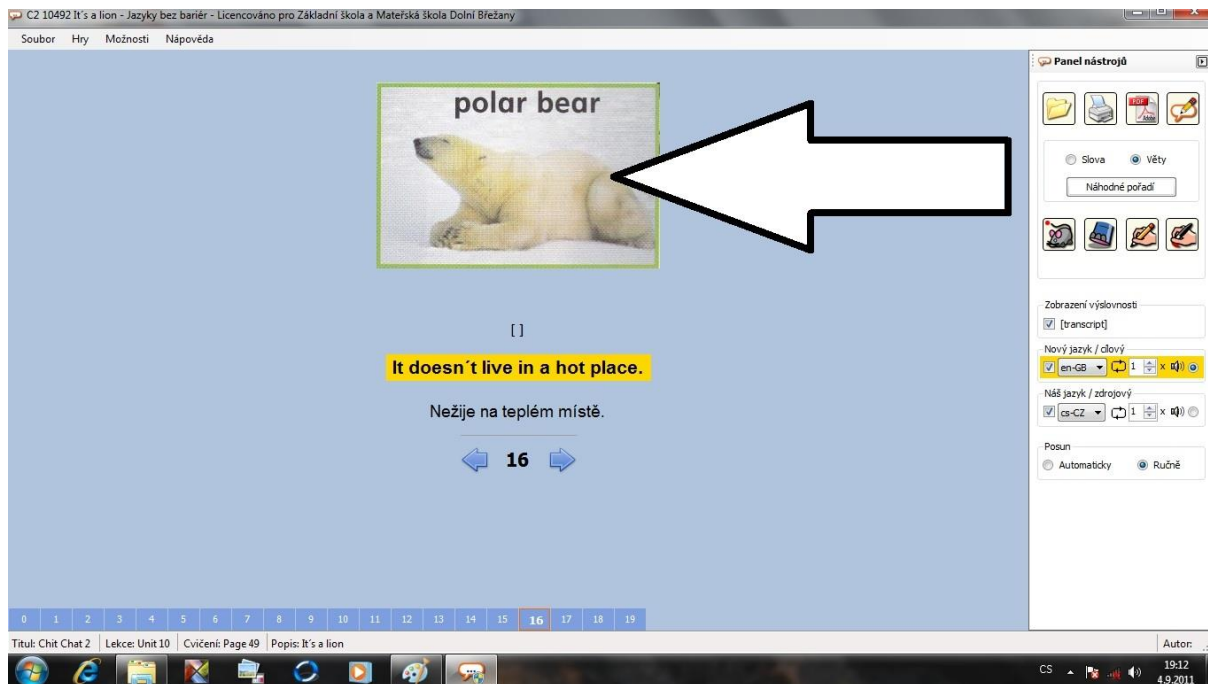 C2 10492 It´s a lion - Jazyky bez bariér - Licencováno pro Základní škola a Mateřská škola Dolní Břežany
Soubor Hry Možnosti Nápověda
polar bear
[ ]
It doesn´t live in a hot place.
Nežije na teplém místě.
16
Panel nástrojů
PDF
Adobe
Slova Věty
Náhodné pořadí
Zobrazení výslovnosti
[transcript]
Nový jazyk / cílový
en-GB 1 x
Náš jazyk / zdrojový
cs-CZ 1 x
Posun
Automaticky Ručně
0 1 2 3 4 5 6 7 8 9 10 11 12 13 14 15 16 17 18 19
Titul: Chit Chat 2 Lekce: Unit 10 Cvičení: Page 49 Popis: It´s a lion Autor:
CS 19:12
4.9.2011